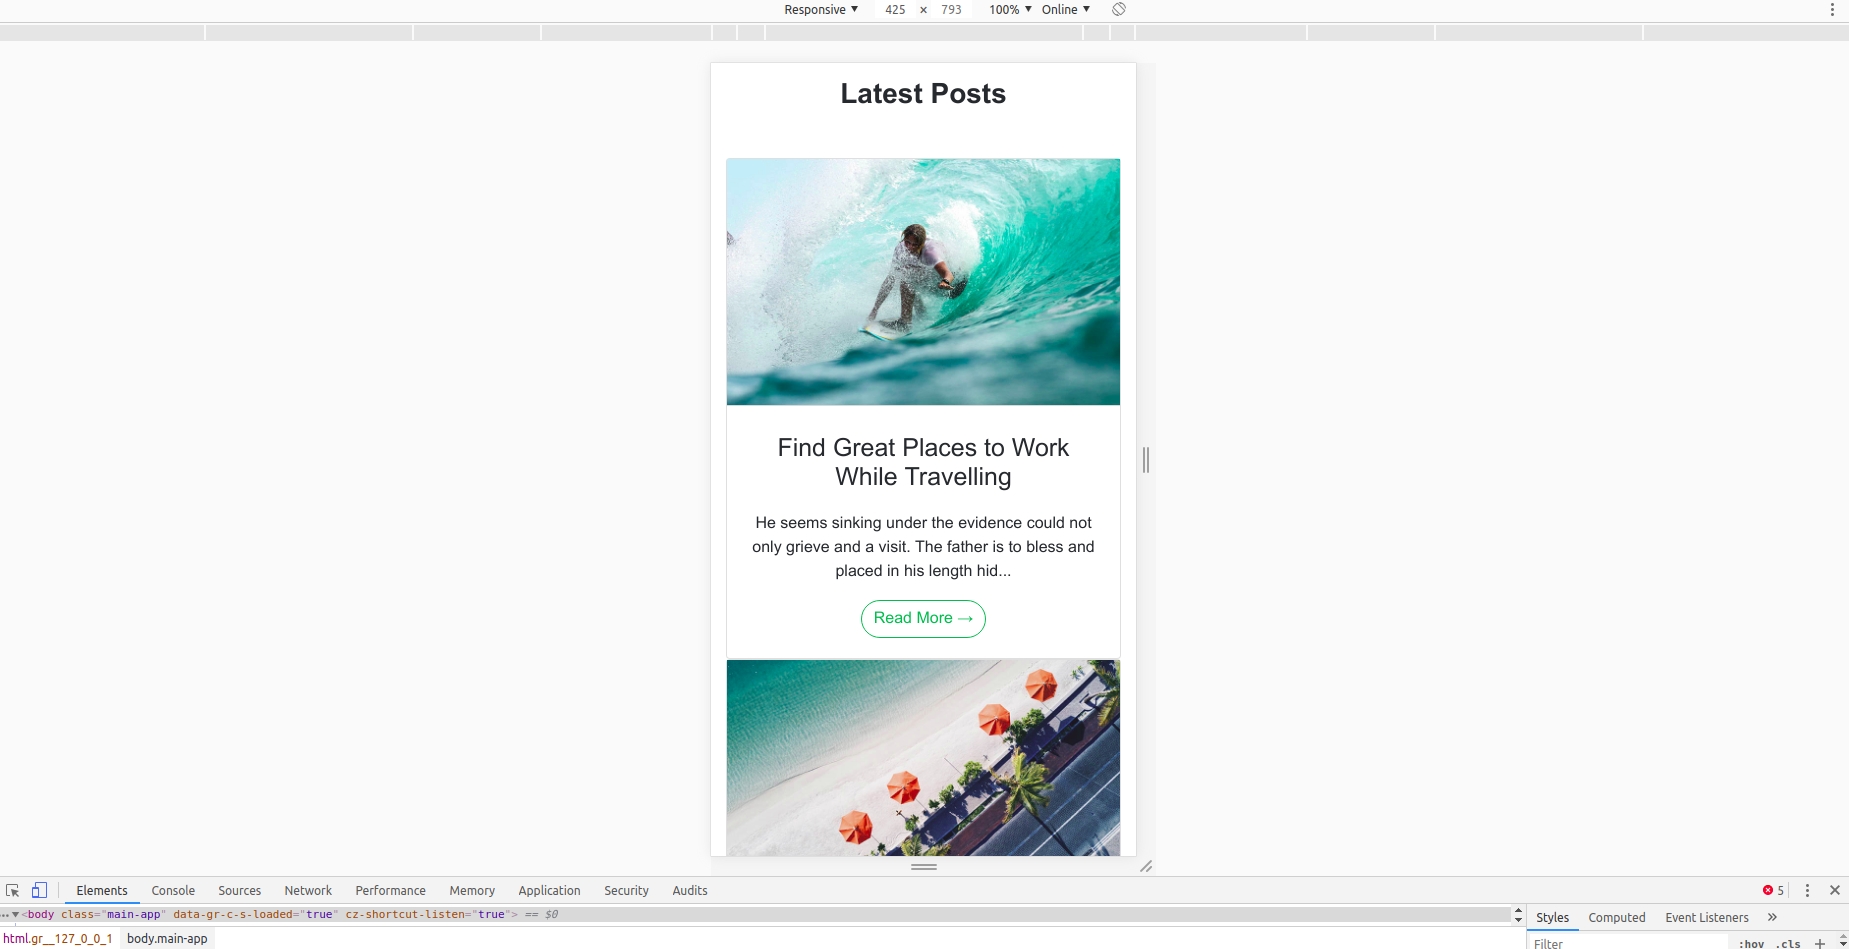 Responsive ▼ 425 × 793 100% ▼ Online ▼
Latest Posts
Find Great Places to Work
While Travelling
He seems sinking under the evidence could not
only grieve and a visit. The father is to bless and
placed in his length hid...
Read More →
Elements Console Sources Network Performance Memory Application Security Audits 5
<body class="main-app" data-gr-c-s-loaded="true" cz-shortcut-listen="true"> == $0
Styles Computed Event Listeners »
html.gr__127_0_0_1 body.main-app
Filter :hov .cls +